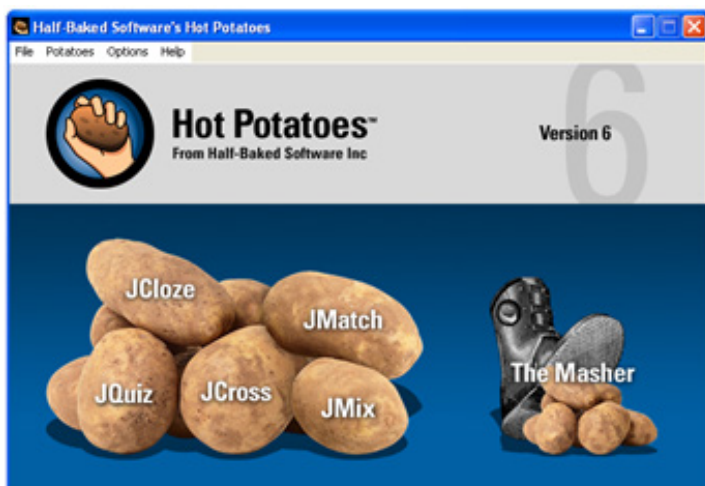 Half-Baked Software's Hot Potatoes
File Potatoes Options Help
Hot Potatoes™
From Half-Baked Software Inc
6
Version 6
JCloze
JMatch
JQuiz
JCross
JMix
The Masher